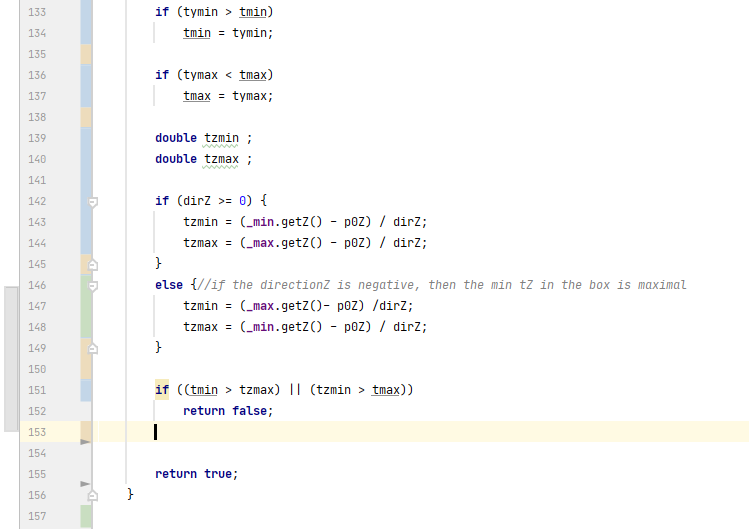 133 if (tymin > tmin)
134 tmin = tymin;
135
136 if (tymax < tmax)
137 tmax = tymax;
138
139 double tzmin ;
140 double tzmax ;
141
142 if (dirZ >= 0) {
143 tzmin = (_min.getZ() - p0Z) / dirZ;
144 tzmax = (_max.getZ() - p0Z) / dirZ;
145 }
146 else {//if the directionZ is negative, then the min tZ in the box is maximal
147 tzmin = (_max.getZ()- p0Z) /dirZ;
148 tzmax = (_min.getZ() - p0Z) / dirZ;
149 }
150
151 if ((tmin > tzmax) || (tzmin > tmax))
152 return false;
153
154
155 return true;
156 }
157